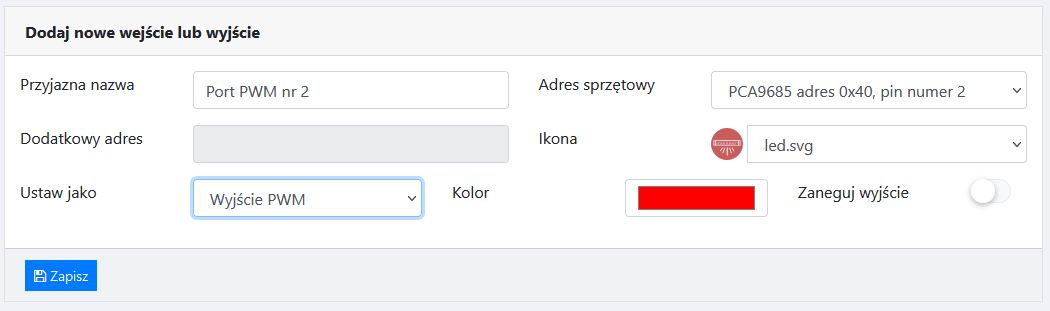 Dodaj nowe wejście lub wyjście
Przyjazna nazwa
Port PWM nr 2
Adres sprzętowy
PCA9685 adres 0x40, pin numer 2
Dodatkowy adres
Ikona
led.svg
Ustaw jako
Wyjście PWM
Kolor
Zaneguj wyjście
Zapisz